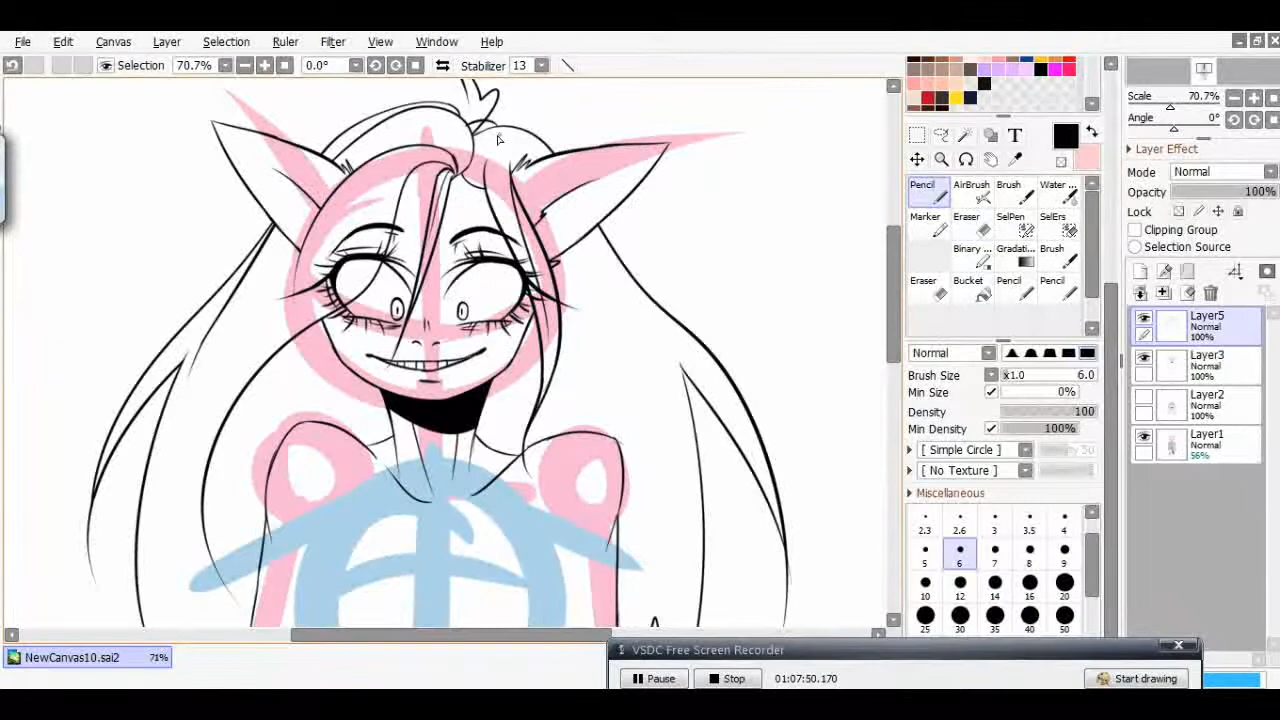 File Edit Canvas Layer Selection Ruler Filter View Window Help
Selection 70.7% 0.0° Stabilizer 13
Scale 70.7%
Angle 0°
Layer Effect
Mode Normal
Opacity 100%
Lock
Clipping Group
Selection Source
T
Pencil AirBrush Brush Water ...
Marker Eraser SelPen SelErs
Binary ... Gradati... Brush
Eraser Bucket Pencil Pencil
Normal
Brush Size x1.0 6.0
Min Size 0%
Density 100
Min Density 100%
[ Simple Circle ] 50
[ No Texture ]
Miscellaneous
2.3 2.6 3 3.5 4
5 6 7 8 9
10 12 14 16 20
25 30 35 40 50
Layer5
Normal
100%
Layer3
Normal
100%
Layer2
Normal
100%
Layer1
Normal
56%
NewCanvas10.sai2 71%
VSDC Free Screen Recorder
Pause Stop 01:07:50.170 Start drawing